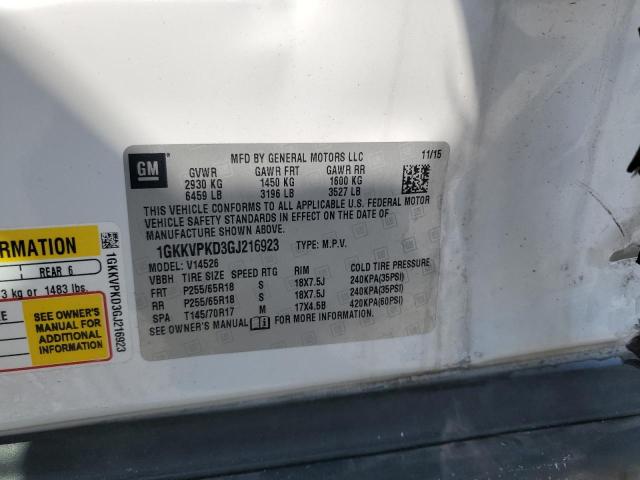 GM
MFD BY GENERAL MOTORS LLC 11/15
GVWR GAWR FRT GAWR RR
2930 KG 1450 KG 1600 KG
6459 LB 3196 LB 3527 LB
THIS VEHICLE CONFORMS TO ALL APPLICABLE U.S. FEDERAL MOTOR
VEHICLE SAFETY STANDARDS IN EFFECT ON THE DATE OF
MANUFACTURE SHOWN ABOVE.
1GKKVPKD3GJ216923 TYPE: M.P.V.
MODEL: V14526
VBBH TIRE SIZE SPEED RTG RIM COLD TIRE PRESSURE
FRT P255/65R18 S 18X7.5J 240KPA(35PSI)
RR P255/65R18 S 18X7.5J 240KPA(35PSI)
SPA T145/70R17 M 17X4.5B 420KPA(60PSI)
SEE OWNER'S MANUAL FOR MORE INFORMATION.
ORMATION
REAR 6
3 kg or 1483 lbs.
SEE OWNER'S
MANUAL FOR
ADDITIONAL
INFORMATION
1GKKVPKD3GJ216923